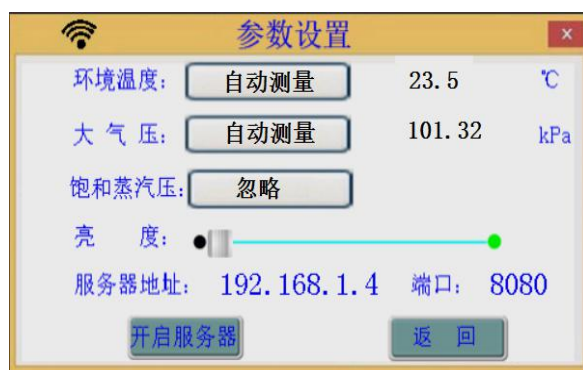 参数设置 ×
环境温度: 自动测量 23.5 ℃
大气压: 自动测量 101.32 kPa
饱和蒸汽压: 忽略
亮度:
服务器地址: 192.168.1.4 端口: 8080
开启服务器 返回